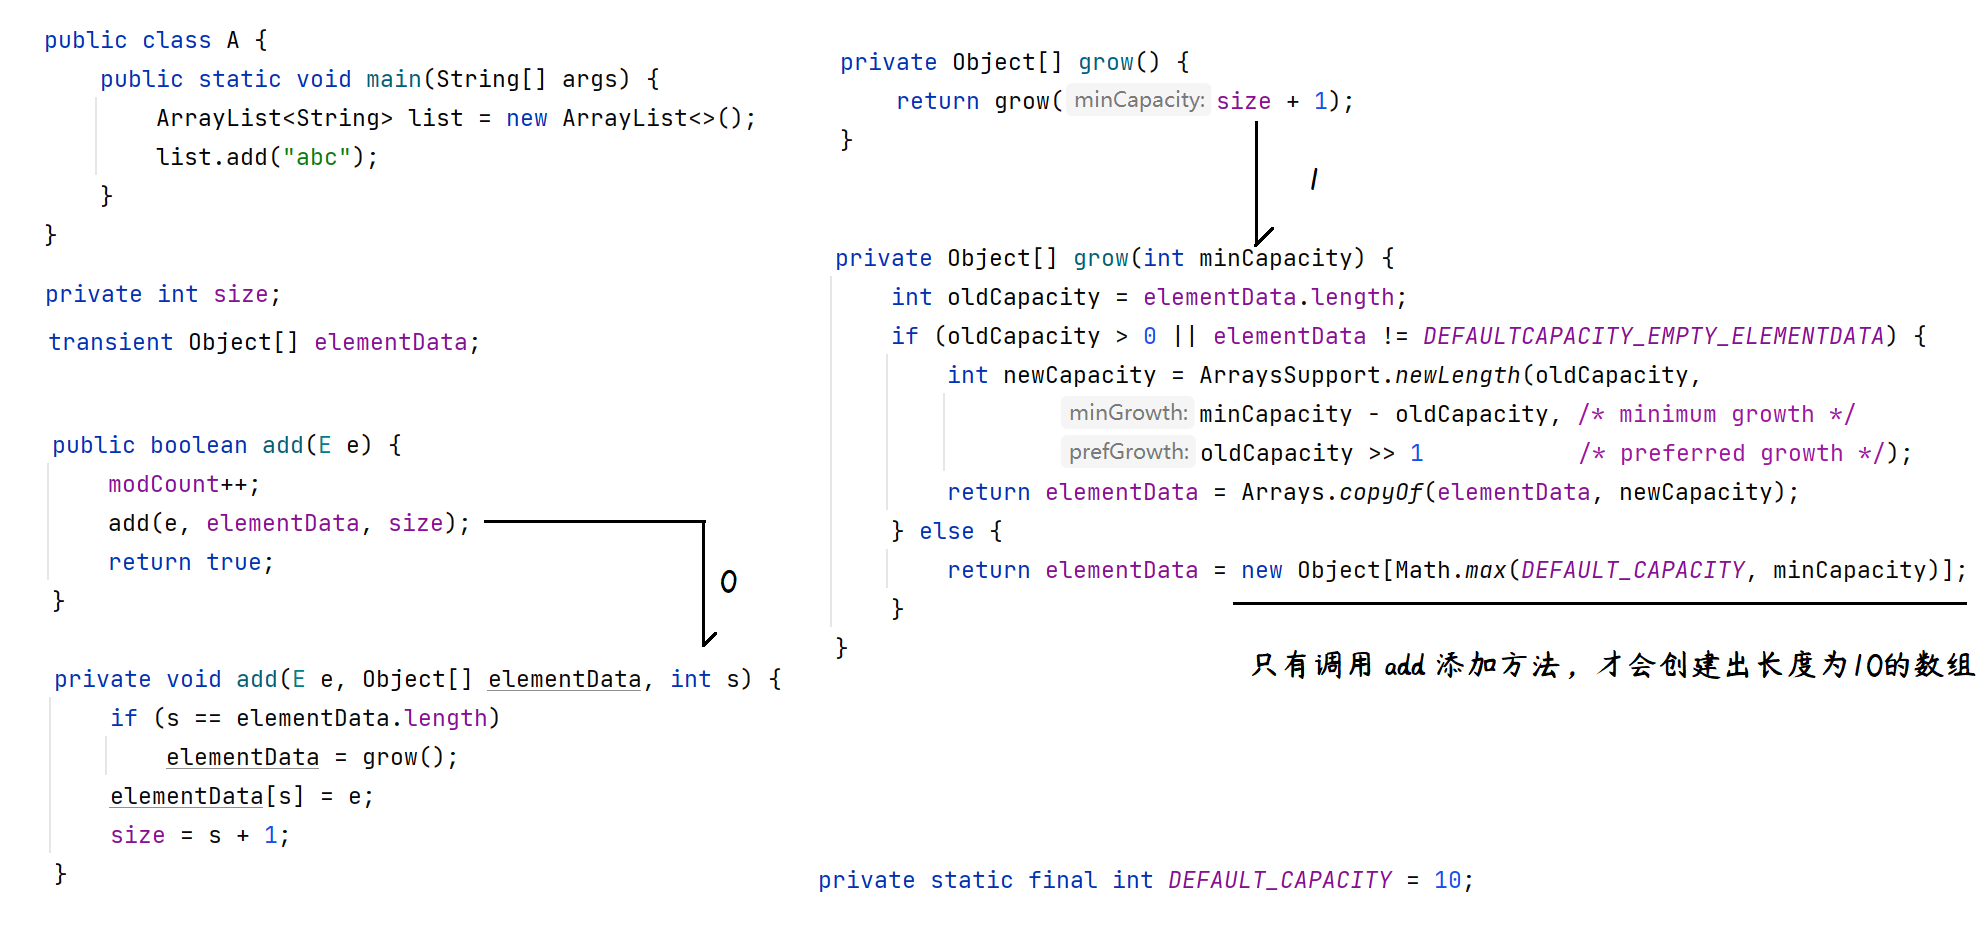 public class A {
public static void main(String[] args) {
ArrayList<String> list = new ArrayList<>();
list.add("abc");
}
}
private int size;
transient Object[] elementData;
public boolean add(E e) {
modCount++;
add(e, elementData, size);
return true;
}
0
private void add(E e, Object[] elementData, int s) {
if (s == elementData.length)
elementData = grow();
elementData[s] = e;
size = s + 1;
}
private Object[] grow() {
return grow( minCapacity: size + 1);
}
1
private Object[] grow(int minCapacity) {
int oldCapacity = elementData.length;
if (oldCapacity > 0 || elementData != DEFAULTCAPACITY_EMPTY_ELEMENTDATA) {
int newCapacity = ArraysSupport.newLength(oldCapacity,
minGrowth: minCapacity - oldCapacity, /* minimum growth */
prefGrowth: oldCapacity >> 1 /* preferred growth */);
return elementData = Arrays.copyOf(elementData, newCapacity);
} else {
return elementData = new Object[Math.max(DEFAULT_CAPACITY, minCapacity)];
}
}
只有调用 add 添加方法，才会创建出长度为10的数组
private static final int DEFAULT_CAPACITY = 10;